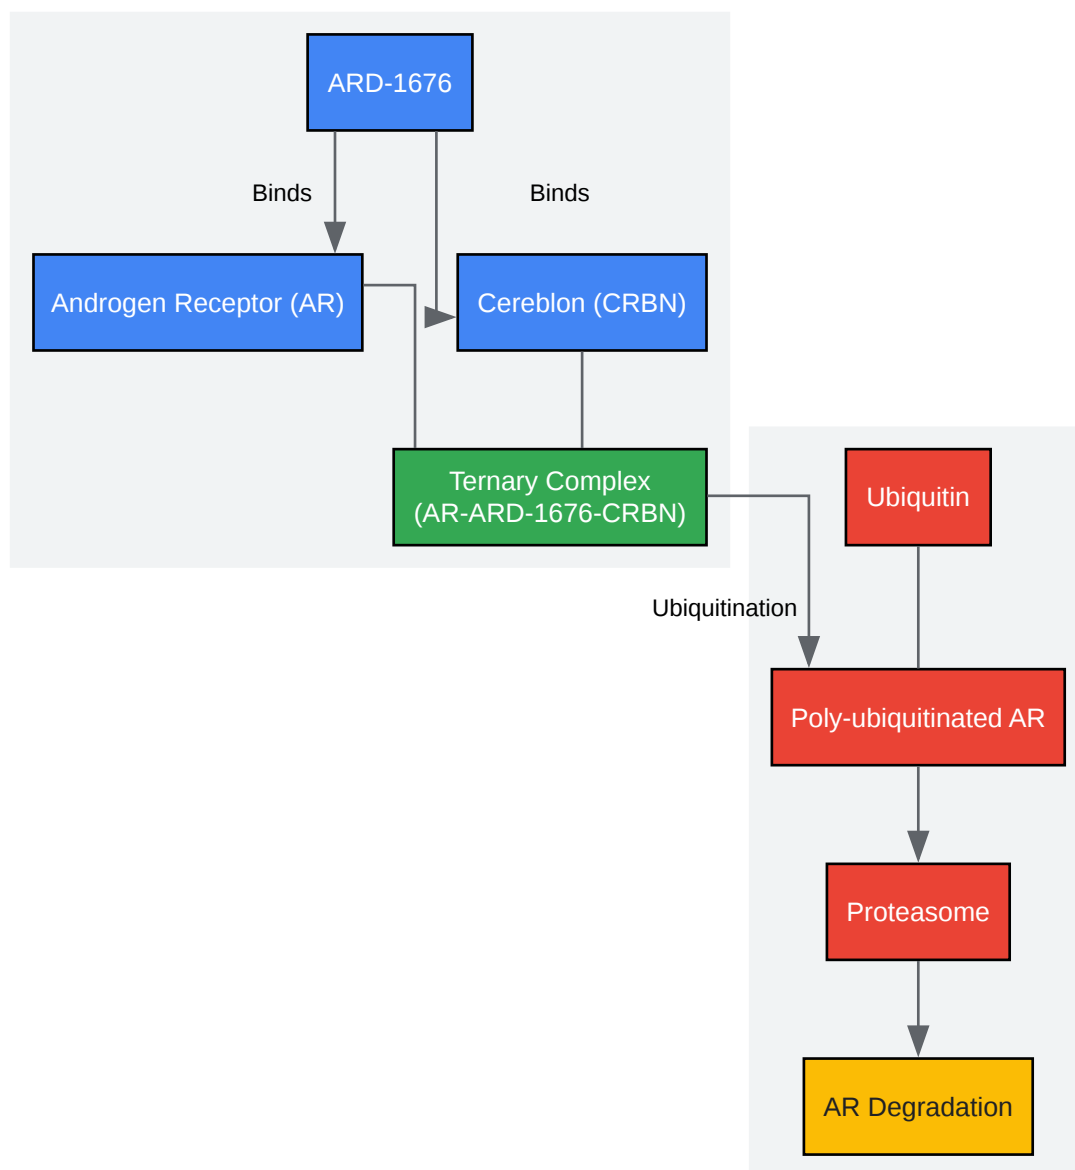 ARD-1676
Binds
Binds
Androgen Receptor (AR)
Cereblon (CRBN)
Ternary Complex
(AR-ARD-1676-CRBN)
Ubiquitin
Ubiquitination
Poly-ubiquitinated AR
Proteasome
AR Degradation